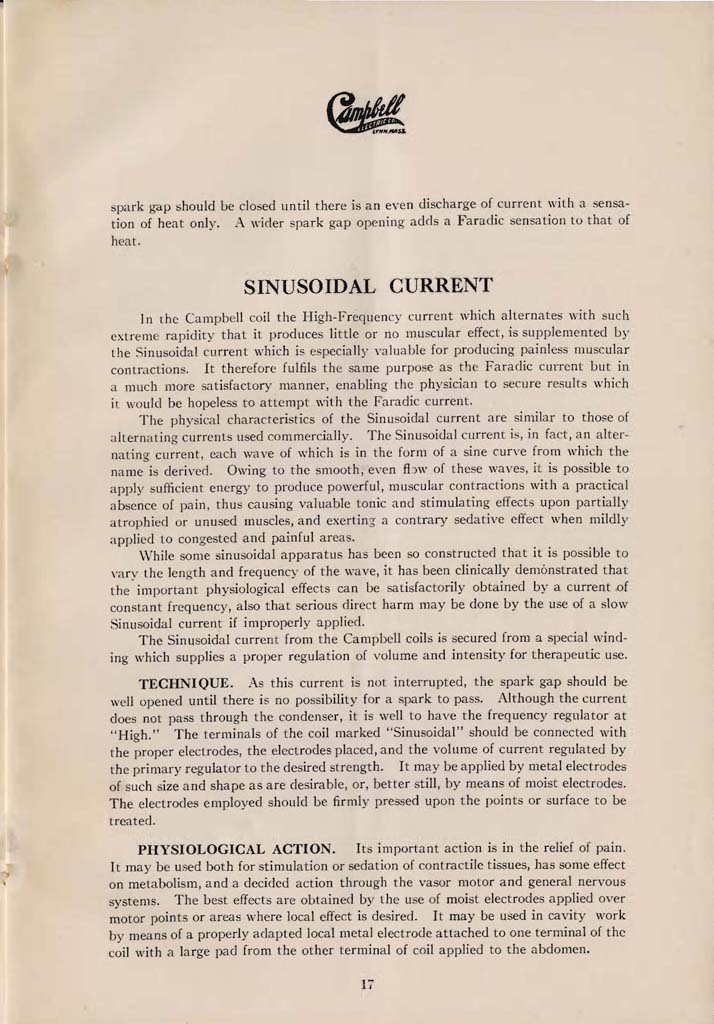 Campbell
ELECTRIC CO.
LYNN, MASS.
spark gap should be closed until there is an even discharge of current with a sensa-
tion of heat only. A wider spark gap opening adds a Faradic sensation to that of
heat.
SINUSOIDAL CURRENT
In the Campbell coil the High-Frequency current which alternates with such
extreme rapidity that it produces little or no muscular effect, is supplemented by
the Sinusoidal current which is especially valuable for producing painless muscular
contractions. It therefore fulfils the same purpose as the Faradic current but in
a much more satisfactory manner, enabling the physician to secure results which
it would be hopeless to attempt with the Faradic current.
The physical characteristics of the Sinusoidal current are similar to those of
alternating currents used commercially. The Sinusoidal current is, in fact, an alter-
nating current, each wave of which is in the form of a sine curve from which the
name is derived. Owing to the smooth, even flow of these waves, it is possible to
apply sufficient energy to produce powerful, muscular contractions with a practical
absence of pain, thus causing valuable tonic and stimulating effects upon partially
atrophied or unused muscles, and exerting a contrary sedative effect when mildly
applied to congested and painful areas.
While some sinusoidal apparatus has been so constructed that it is possible to
vary the length and frequency of the wave, it has been clinically demonstrated that
the important physiological effects can be satisfactorily obtained by a current of
constant frequency, also that serious direct harm may be done by the use of a slow
Sinusoidal current if improperly applied.
The Sinusoidal current from the Campbell coils is secured from a special wind-
ing which supplies a proper regulation of volume and intensity for therapeutic use.
TECHNIQUE. As this current is not interrupted, the spark gap should be
well opened until there is no possibility for a spark to pass. Although the current
does not pass through the condenser, it is well to have the frequency regulator at
"High." The terminals of the coil marked "Sinusoidal" should be connected with
the proper electrodes, the electrodes placed, and the volume of current regulated by
the primary regulator to the desired strength. It may be applied by metal electrodes
of such size and shape as are desirable, or, better still, by means of moist electrodes.
The electrodes employed should be firmly pressed upon the points or surface to be
treated.
PHYSIOLOGICAL ACTION. Its important action is in the relief of pain.
It may be used both for stimulation or sedation of contractile tissues, has some effect
on metabolism, and a decided action through the vasor motor and general nervous
systems. The best effects are obtained by the use of moist electrodes applied over
motor points or areas where local effect is desired. It may be used in cavity work
by means of a properly adapted local metal electrode attached to one terminal of the
coil with a large pad from the other terminal of coil applied to the abdomen.
17